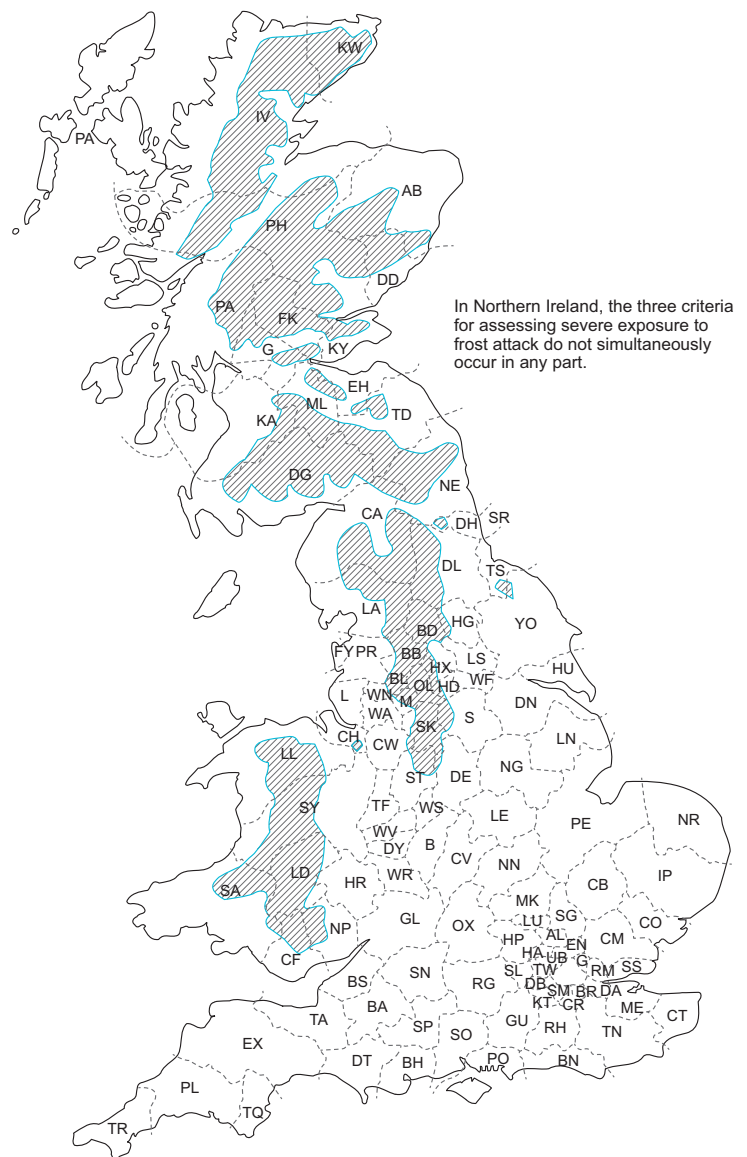 KW
IV
PA
AB
PH
DD
In Northern Ireland, the three criteria
for assessing severe exposure to
frost attack do not simultaneously
occur in any part.
PA
FK
G
KY
EH
ML
KA
TD
DG
NE
CA
DH
SR
DL
TS
LA
HG
BD
YO
FY
PR
BB
LS
HX
HU
BL
OL
HD
WF
L
WN
M
DN
WA
SK
S
CH
CW
LN
LL
ST
DE
NG
SY
TF
WS
LE
PE
NR
WV
DY
B
CV
NN
LD
HR
WR
IP
SA
CB
MK
NP
GL
OX
LU
SG
CO
HP
AL
EN
CM
CF
HA
UB
G
BS
SN
SL
TW
RM
SS
RG
DB
SM
BR
DA
BA
KT
CR
ME
CT
TA
SP
SO
GU
RH
TN
EX
DT
BH
PO
BN
PL
TQ
TR